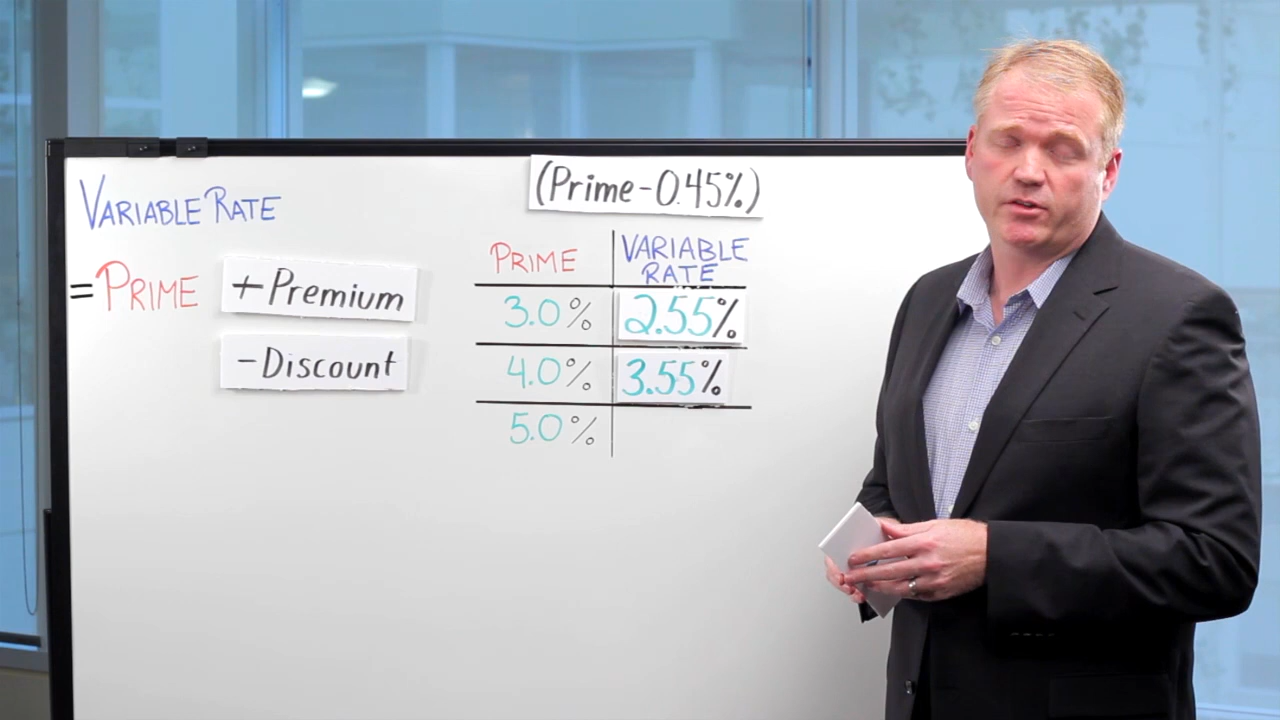 VARIABLE RATE
= PRIME
+Premium
-Discount
(Prime-0.45%)
PRIME VARIABLE RATE
3.0% 2.55%
4.0% 3.55%
5.0%